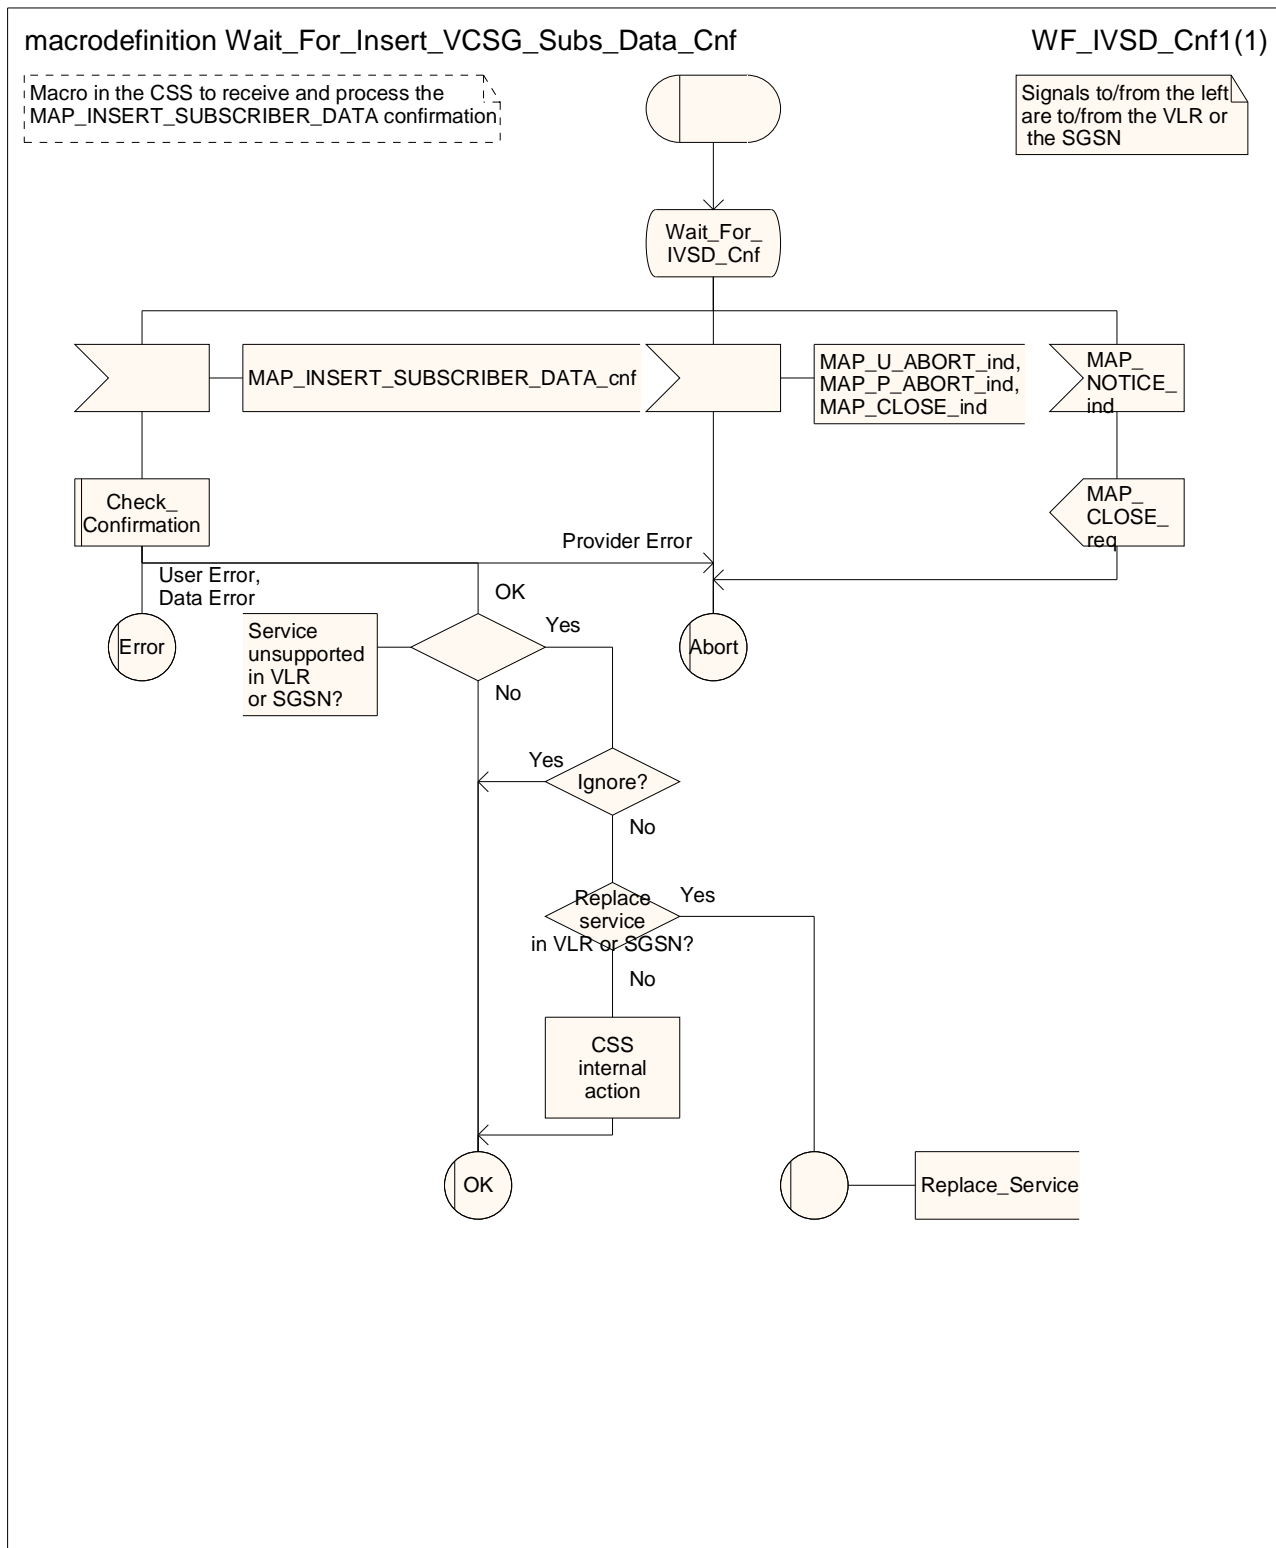 macrodefinition Wait_For_Insert_VCSG_Subs_Data_Cnf
WF_IVSD_Cnf1(1)
Macro in the CSS to receive and process the
MAP_INSERT_SUBSCRIBER_DATA confirmation
Signals to/from the left
are to/from the VLR or
the SGSN
Wait_For_
IVSD_Cnf
MAP_INSERT_SUBSCRIBER_DATA_cnf
MAP_U_ABORT_ind,
MAP_P_ABORT_ind,
MAP_CLOSE_ind
MAP_
NOTICE_
ind
Check_
Confirmation
MAP_
CLOSE_
req
Provider Error
User Error,
Data Error
OK
Error
Service
unsupported
in VLR
or SGSN?
Yes
Abort
No
Yes
Ignore?
No
Replace
service
in VLR or SGSN?
Yes
No
CSS
internal
action
OK
Replace_Service